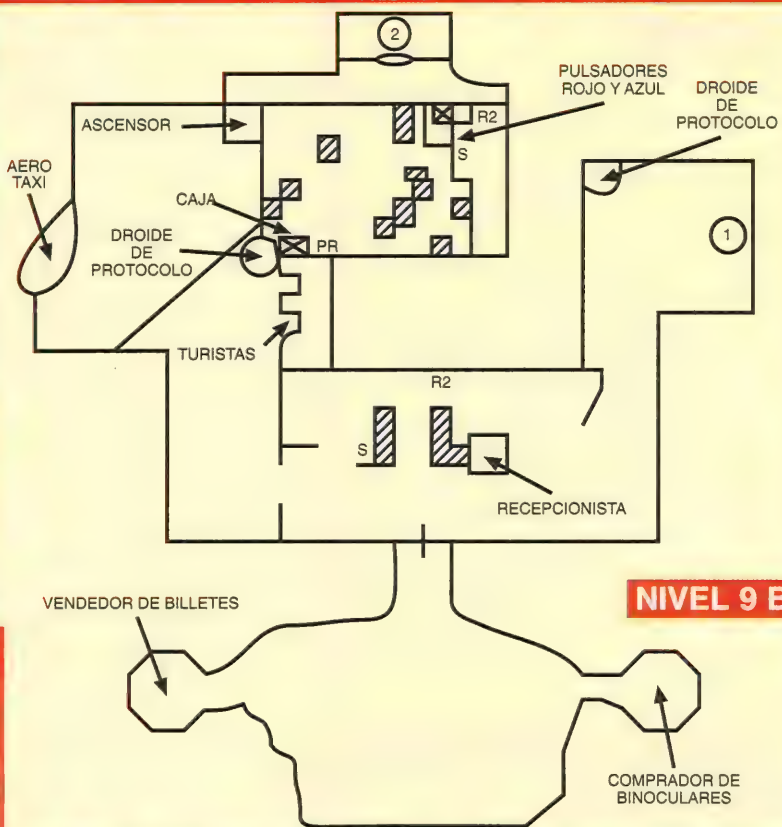 2
PULSADORES
ROJO Y AZUL
DROIDE
DE
PROTOCOLO
ASCENSOR
R2
S
AERO
TAXI
CAJA
DROIDE
DE
PROTOCOLO
PR
1
TURISTAS
R2
S
RECEPCIONISTA
VENDEDOR DE BILLETES
NIVEL 9 E
COMPRADOR DE
BINOCULARES